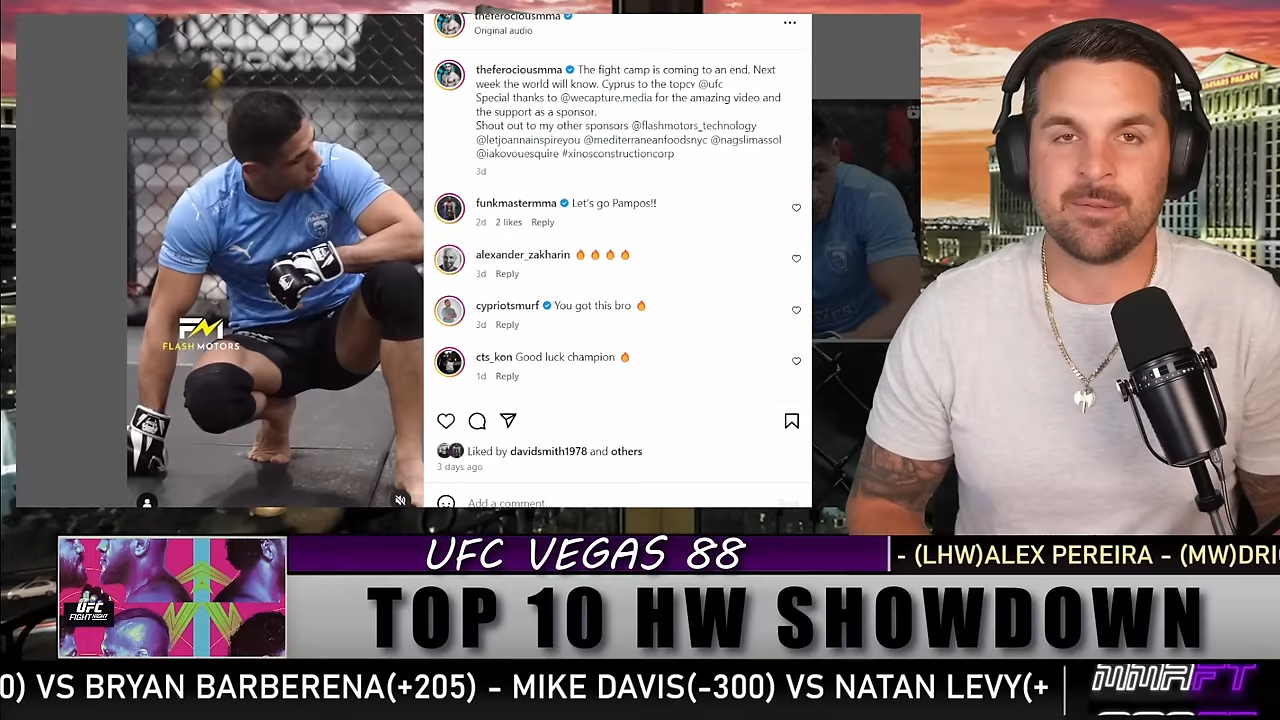 theferociousmma
Original audio
theferociousmma The fight camp is coming to an end. Next
week the world will know. Cyprus to the topcy @ufc
Special thanks to @wecapture.media for the amazing video and
the support as a sponsor.
Shout out to my other sponsors @flashmotors_technology
@letjoannainspireyou @mediterraneanfoodsnyc @nagslimassol
@iakovouesquire #xinosconstructioncorp
3d
funkmastermma Let's go Pampos!!
2d 2 likes Reply
alexander_zakharin 🔥 🔥 🔥 🔥
3d Reply
cypriotsmurf You got this bro 🔥
3d Reply
cts_kon Good luck champion 🔥
1d Reply
Liked by davidsmith1978 and others
3 days ago
Add a comment...
Post
FM
FLASH MOTORS
CAESARS PALACE
UFC VEGAS 88
- (LHW)ALEX PEREIRA - (MW)DRI
UFC
FIGHT NIGHT
TOP 10 HW SHOWDOWN
0) VS BRYAN BARBERENA(+205) - MIKE DAVIS(-300) VS NATAN LEVY(+
MMAFT